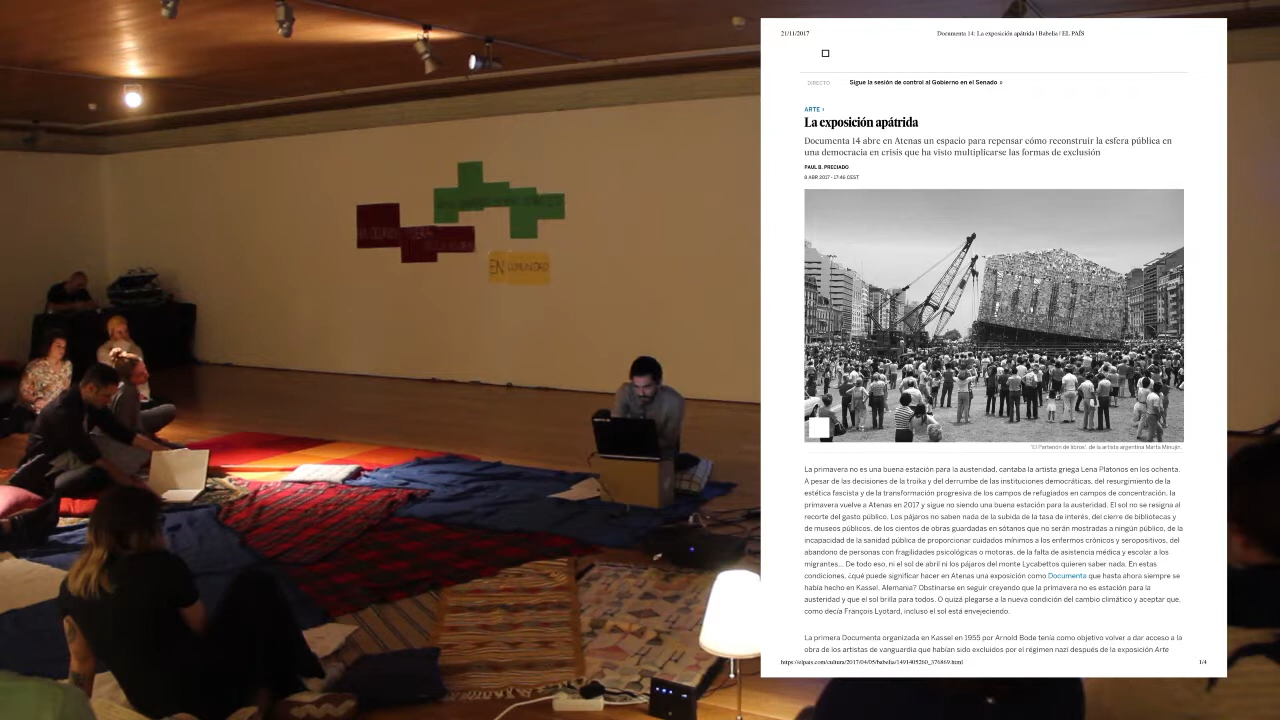 EN COMUNIDAD
21/11/2017
Documenta 14: La exposición apátrida | Babelia | EL PAÍS
DIRECTO
Sigue la sesión de control al Gobierno en el Senado »
ARTE ›
La exposición apátrida
Documenta 14 abre en Atenas un espacio para repensar cómo reconstruir la esfera pública en
una democracia en crisis que ha visto multiplicarse las formas de exclusión
PAUL B. PRECIADO
8 ABR 2017 - 17:46 CEST
'El Partenón de libros', de la artista argentina Marta Minujín.
La primavera no es una buena estación para la austeridad, cantaba la artista griega Lena Platonos en los ochenta.
A pesar de las decisiones de la troika y del derrumbe de las instituciones democráticas, del resurgimiento de la
estética fascista y de la transformación progresiva de los campos de refugiados en campos de concentración, la
primavera vuelve a Atenas en 2017 y sigue no siendo una buena estación para la austeridad. El sol no se resigna al
recorte del gasto público. Los pájaros no saben nada de la subida de la tasa de interés, del cierre de bibliotecas y
de museos públicos, de los cientos de obras guardadas en sótanos que no serán mostradas a ningún público, de la
incapacidad de la sanidad pública de proporcionar cuidados mínimos a los enfermos crónicos y seropositivos, del
abandono de personas con fragilidades psicológicas o motoras, de la falta de asistencia médica y escolar a los
migrantes... De todo eso, ni el sol de abril ni los pájaros del monte Lycabettos quieren saber nada. En estas
condiciones, ¿qué puede significar hacer en Atenas una exposición como Documenta que hasta ahora siempre se
había hecho en Kassel, Alemania? Obstinarse en seguir creyendo que la primavera no es estación para la
austeridad y que el sol brilla para todos. O quizá plegarse a la nueva condición del cambio climático y aceptar que,
como decía François Lyotard, incluso el sol está envejeciendo.
La primera Documenta organizada en Kassel en 1955 por Arnold Bode tenía como objetivo volver a dar acceso a la
obra de los artistas de vanguardia que habían sido excluidos por el régimen nazi después de la exposición Arte
https://elpais.com/cultura/2017/04/05/babelia/1491405260_376869.html
1/4